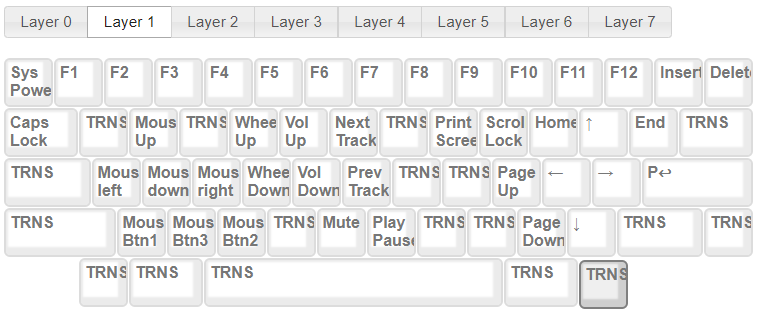 Layer 0 Layer 1 Layer 2 Layer 3 Layer 4 Layer 5 Layer 6 Layer 7
Sys F1 F2 F3 F4 F5 F6 F7 F8 F9 F10 F11 F12 Insert Delet
Powe
Caps TRNS Mous TRNS Whee Vol Next TRNS Print Scrol Home ↑ End TRNS
Lock Up Up Up Track Scree Lock
TRNS Mous Mous Mous Whee Vol Prev TRNS TRNS Page ← → P↩
left down right Down Down Track Up
TRNS Mous Mous Mous TRNS Mute Play TRNS TRNS Page ↓ TRNS TRNS
Btn1 Btn3 Btn2 Pause Down
TRNS TRNS TRNS TRNS TRNS